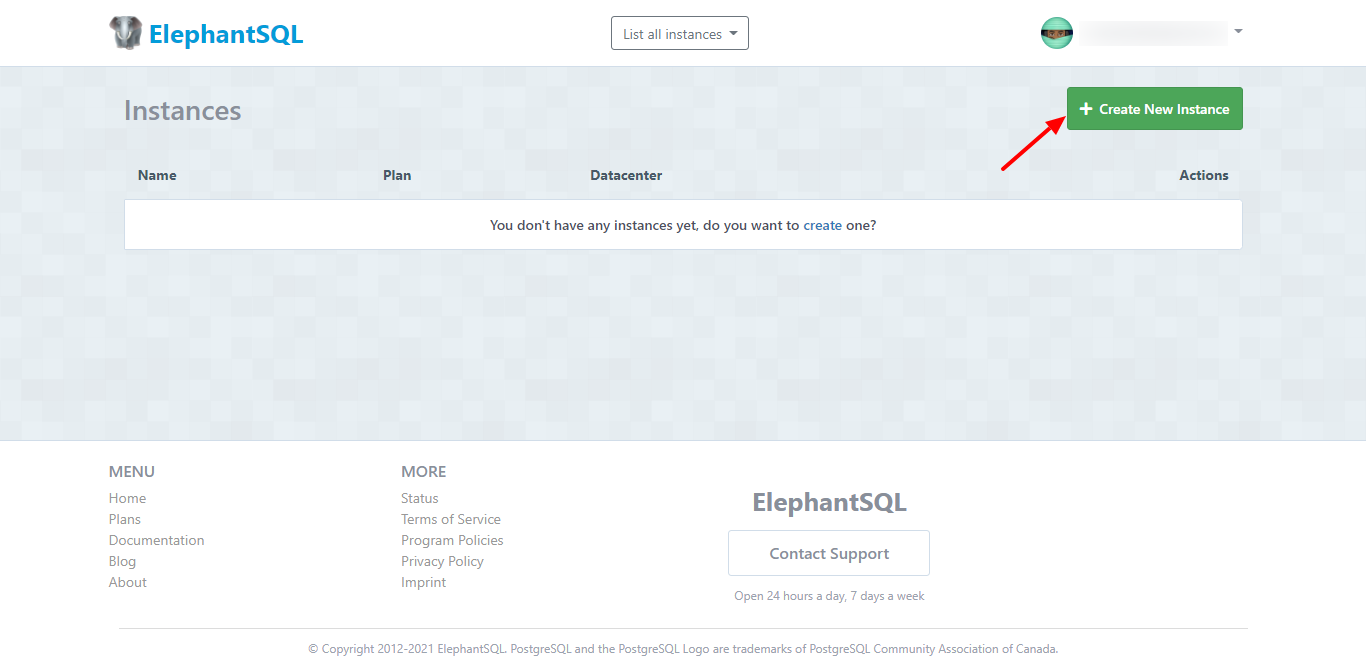 ElephantSQL
List all instances
Instances
+ Create New Instance
Name Plan Datacenter Actions
You don't have any instances yet, do you want to create one?
MENU
Home
Plans
Documentation
Blog
About
MORE
Status
Terms of Service
Program Policies
Privacy Policy
Imprint
ElephantSQL
Contact Support
Open 24 hours a day, 7 days a week
© Copyright 2012-2021 ElephantSQL. PostgreSQL and the PostgreSQL Logo are trademarks of PostgreSQL Community Association of Canada.